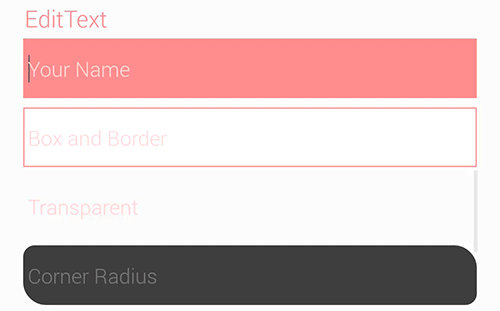 EditText
Your Name
Box and Border
Transparent
Corner Radius